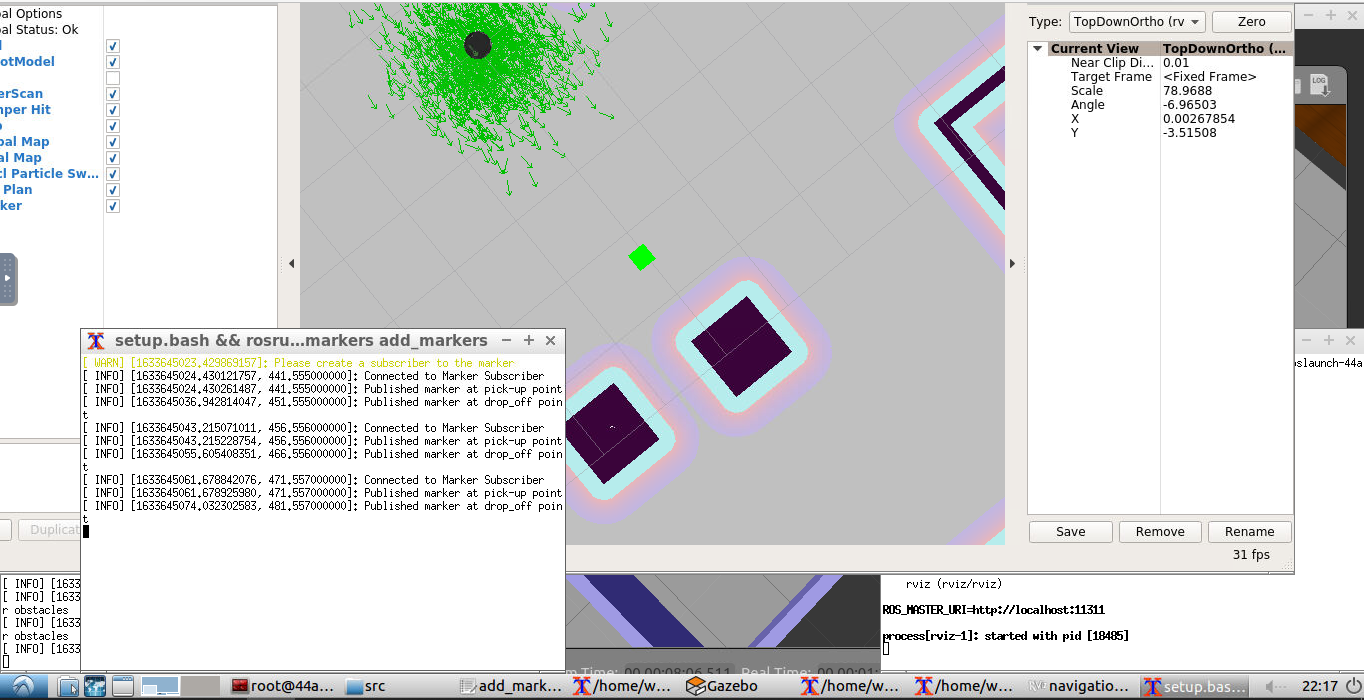 bal Options
bal Status: Ok
l
otModel
erScan
mper Hit
o
bal Map
al Map
cl Particle Sw...
Plan
ker
Duplicat
Type: TopDownOrtho (rv Zero
Current View TopDownOrtho (...
Near Clip Di... 0.01
Target Frame <Fixed Frame>
Scale 78.9688
Angle -6.96503
X 0.00267854
Y -3.51508
Save Remove Rename
31 fps
LOG
setup.bash && rosru...markers add_markers
[ WARN] [1633645023.429869157]: Please create a subscriber to the marker
[ INFO] [1633645024.430121757, 441.555000000]: Connected to Marker Subscriber
[ INFO] [1633645024.430261487, 441.555000000]: Published marker at pick-up point
[ INFO] [1633645036.942814047, 451.555000000]: Published marker at drop_off poin
t
[ INFO] [1633645043.215071011, 456.556000000]: Connected to Marker Subscriber
[ INFO] [1633645043.215228754, 456.556000000]: Published marker at pick-up point
[ INFO] [1633645055.605408351, 466.556000000]: Published marker at drop_off poin
t
[ INFO] [1633645061.678842076, 471.557000000]: Connected to Marker Subscriber
[ INFO] [1633645061.678925980, 471.557000000]: Published marker at pick-up point
[ INFO] [1633645074.032302583, 481.557000000]: Published marker at drop_off poin
t
oslaunch-44a
[ INFO] [1633
[ INFO] [1633
r obstacles
[ INFO] [1633
r obstacles
[ INFO] [1633
m Time: 00 00:08:06.511 Real Time: 00 00:01:
rviz (rviz/rviz)
ROS_MASTER_URI=http://localhost:11311
process[rviz-1]: started with pid [18485]
root@44a... src add_mark... /home/w... Gazebo /home/w... /home/w... navigatio... setup.bas... 22:17